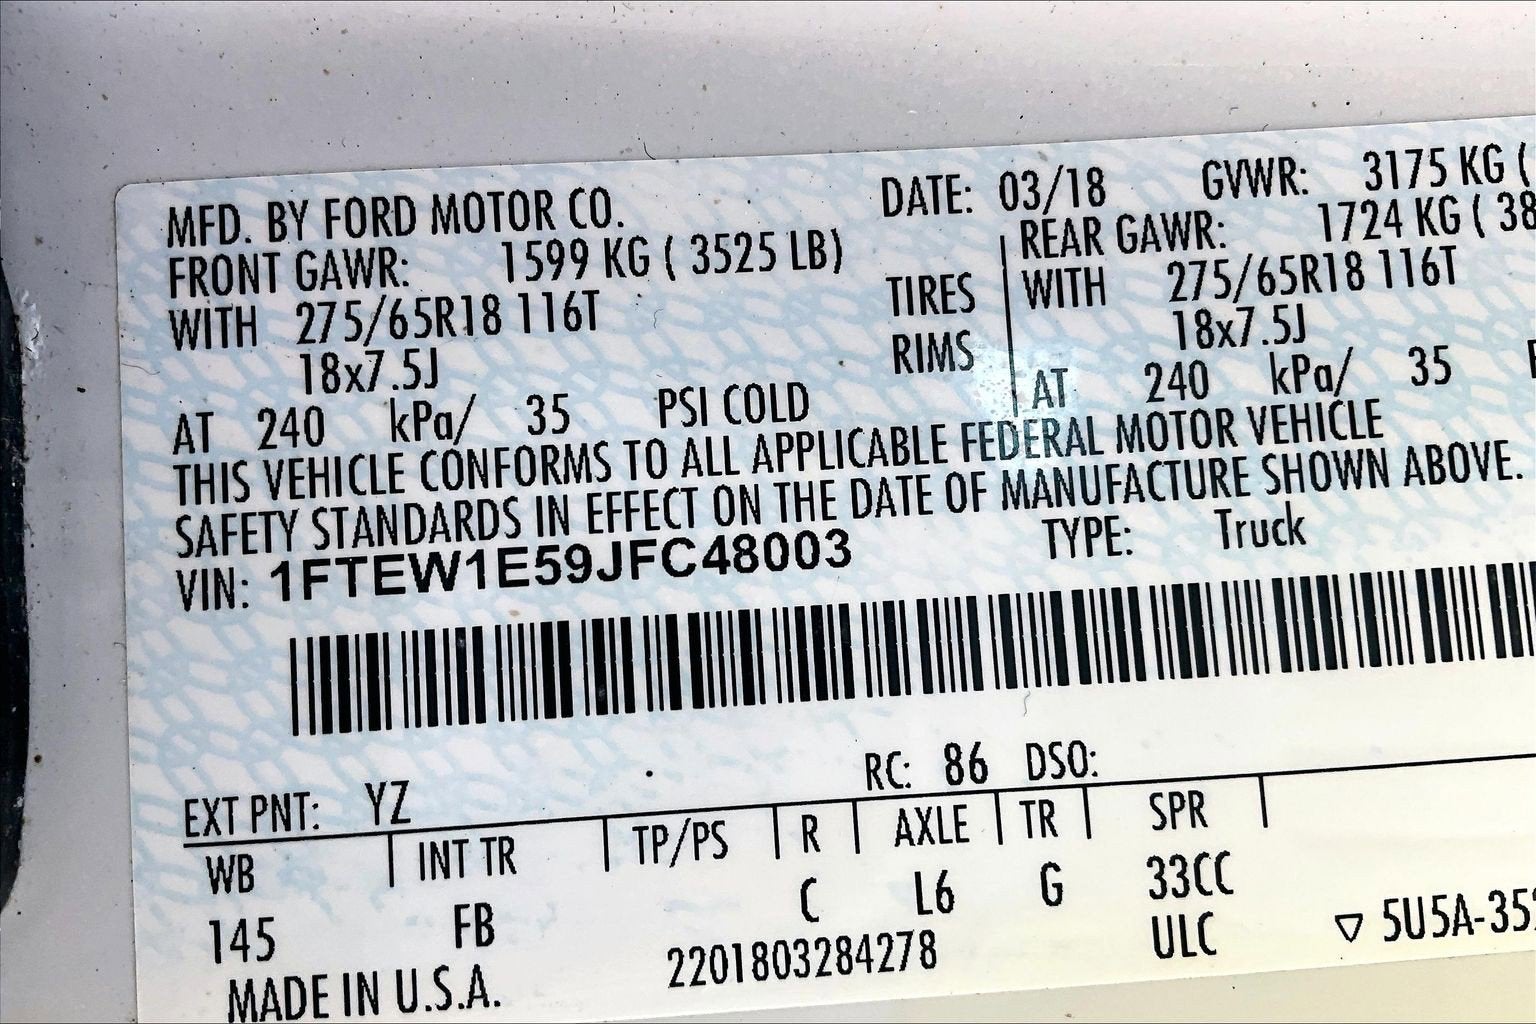 MFD. BY FORD MOTOR CO. DATE: 03/18 GVWR: 3175 KG (
FRONT GAWR: 1599 KG ( 3525 LB) REAR GAWR: 1724 KG ( 38
WITH 275/65R18 116T TIRES WITH 275/65R18 116T
18x7.5J RIMS 18x7.5J
AT 240 kPa/ 35 PSI COLD AT 240 kPa/ 35
THIS VEHICLE CONFORMS TO ALL APPLICABLE FEDERAL MOTOR VEHICLE
SAFETY STANDARDS IN EFFECT ON THE DATE OF MANUFACTURE SHOWN ABOVE.
VIN: 1FTEW1E59JFC48003 TYPE: Truck
EXT PNT: YZ RC: 86 DSO:
WB INT TR TP/PS R AXLE TR SPR
145 FB C L6 G 33CC
MADE IN U.S.A. 2201803284278 ULC ▽ 5U5A-35